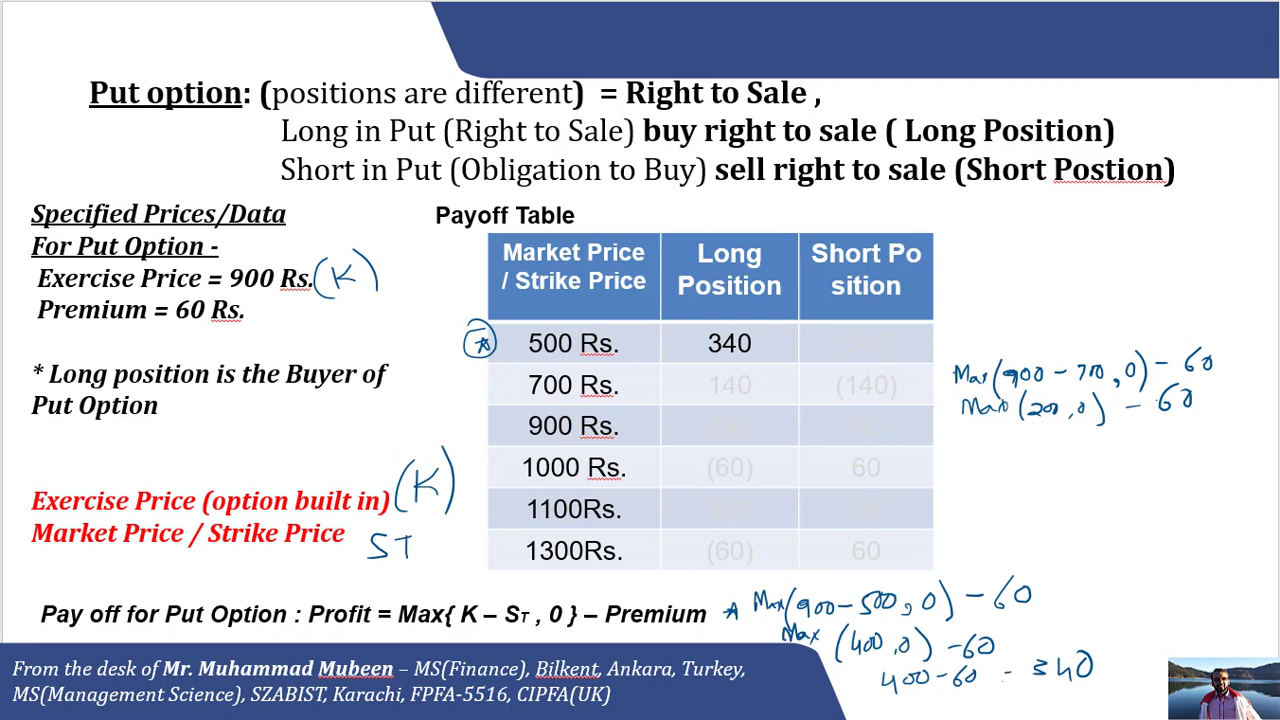 Put option: (positions are different) = Right to Sale ,
Long in Put (Right to Sale) buy right to sale ( Long Position)
Short in Put (Obligation to Buy) sell right to sale (Short Postion)
Specified Prices/Data
For Put Option -
Exercise Price = 900 Rs. (K)
Premium = 60 Rs.
* Long position is the Buyer of
Put Option
Exercise Price (option built in) (K)
Market Price / Strike Price ST
Payoff Table
Market Price / Strike Price Long Position Short Po sition
500 Rs. 340
700 Rs. 140 (140)
900 Rs.
1000 Rs. (60) 60
1100Rs.
1300Rs. (60) 60
Max(900 - 700, 0) - 60
Max (200, 0) - 60
Pay off for Put Option : Profit = Max{ K – ST , 0 } – Premium
Max(900 - 500, 0) - 60
Max (400, 0) - 60
400 - 60 = 340
From the desk of Mr. Muhammad Mubeen – MS(Finance), Bilkent, Ankara, Turkey,
MS(Management Science), SZABIST, Karachi, FPFA-5516, CIPFA(UK)